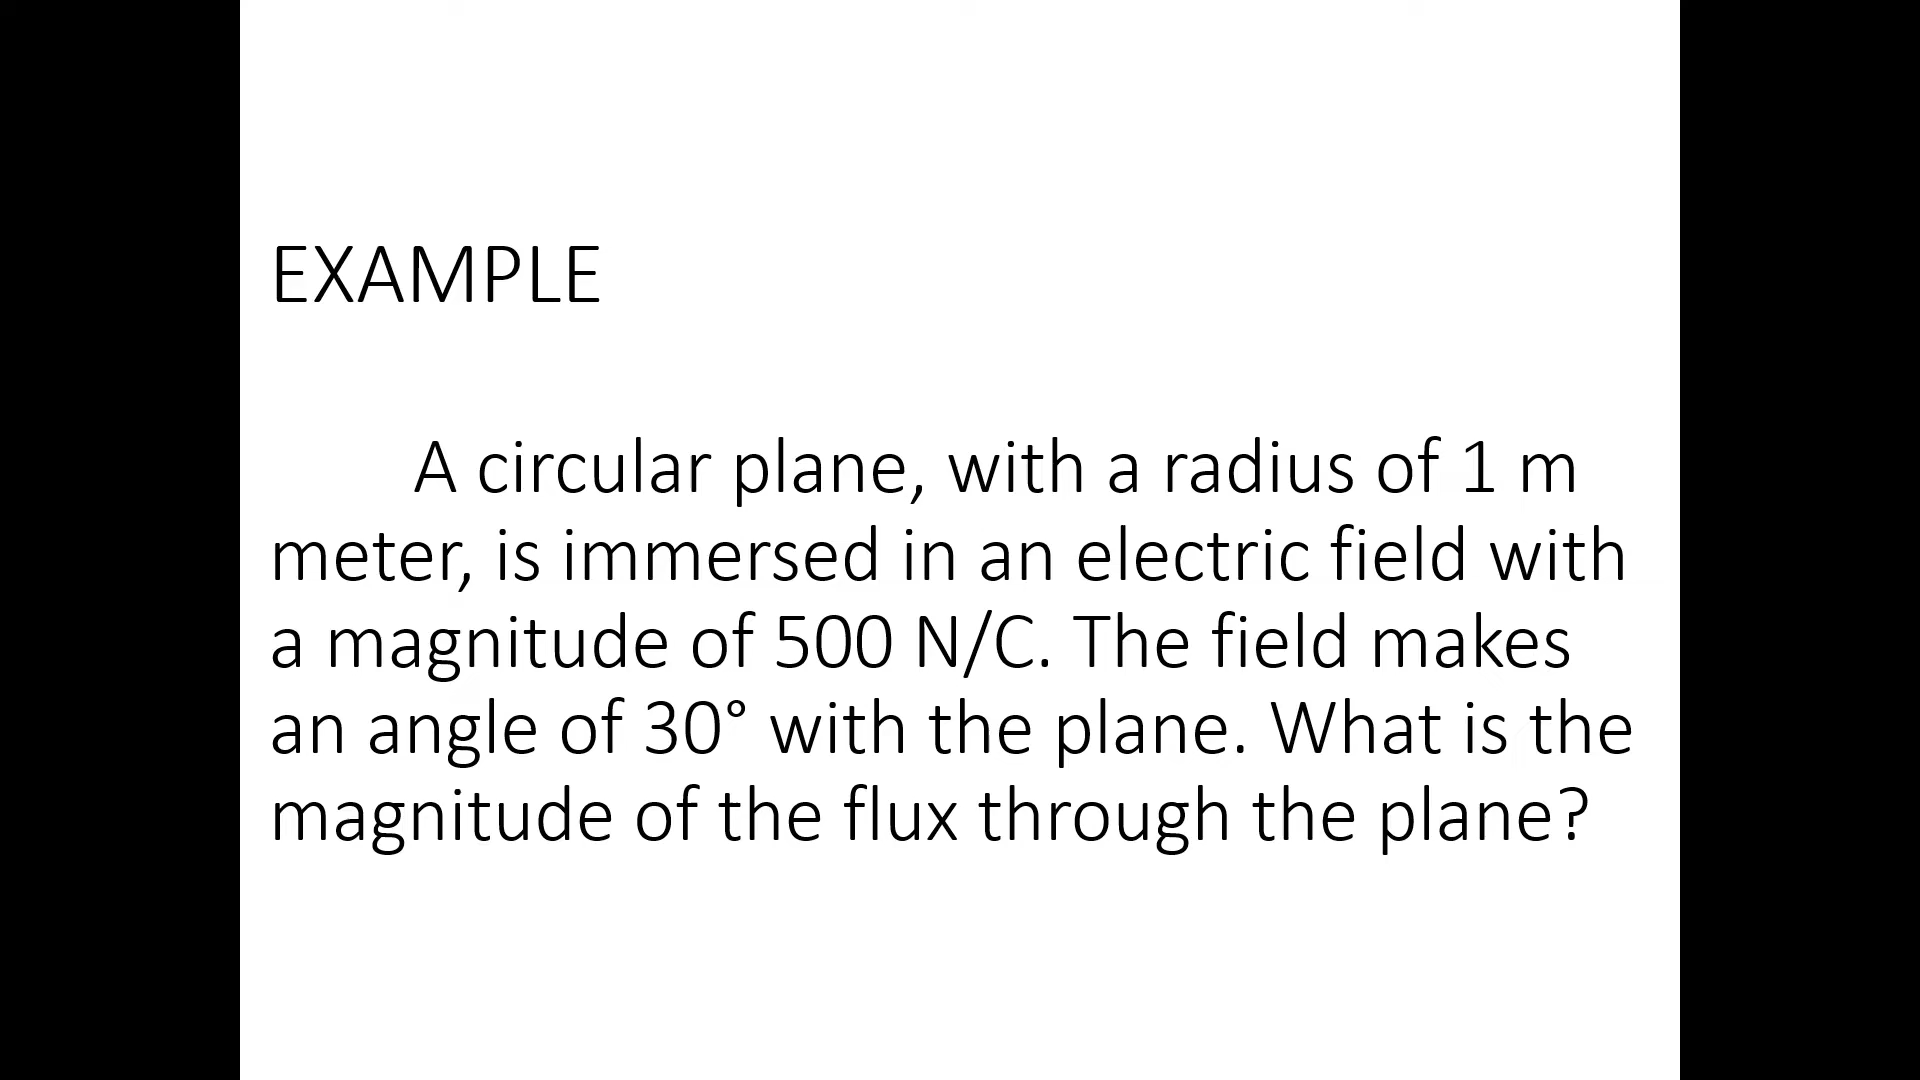 EXAMPLE
A circular plane, with a radius of 1 m
meter, is immersed in an electric field with
a magnitude of 500 N/C. The field makes
an angle of 30° with the plane. What is the
magnitude of the flux through the plane?